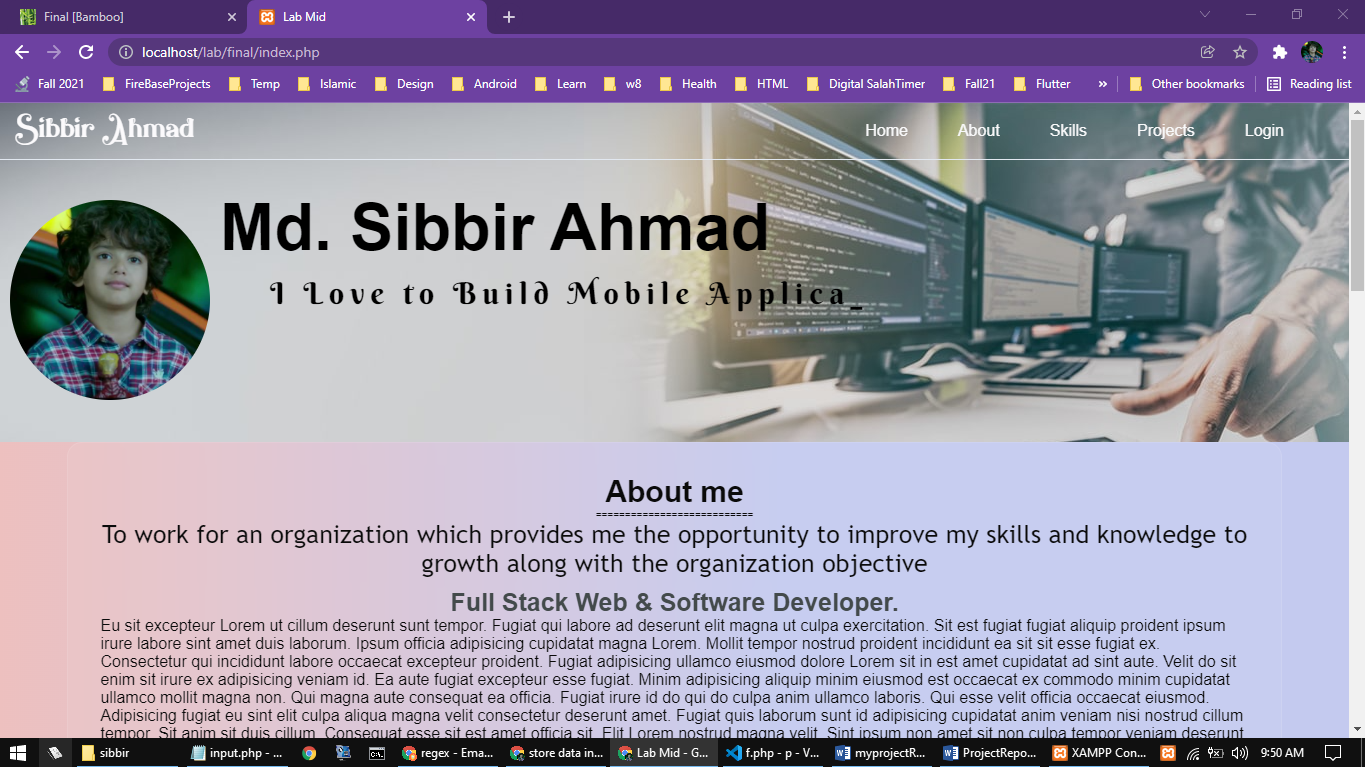 Final [Bamboo]
Lab Mid
localhost/lab/final/index.php
Fall 2021 FireBaseProjects Temp Islamic Design Android Learn w8 Health HTML Digital SalahTimer Fall21 Flutter » Other bookmarks Reading list
Sibbir Ahmad Home About Skills Projects Login
Md. Sibbir Ahmad
I Love to Build Mobile Applica_
About me
===========================
To work for an organization which provides me the opportunity to improve my skills and knowledge to
growth along with the organization objective
Full Stack Web & Software Developer.
Eu sit excepteur Lorem ut cillum deserunt sunt tempor. Fugiat qui labore ad deserunt elit magna ut culpa exercitation. Sit est fugiat fugiat aliquip proident ipsum
irure labore sint amet duis laborum. Ipsum officia adipisicing cupidatat magna Lorem. Mollit tempor nostrud proident incididunt ea sit sit esse fugiat ex.
Consectetur qui incididunt labore occaecat excepteur proident. Fugiat adipisicing ullamco eiusmod dolore Lorem sit in est amet cupidatat ad sint aute. Velit do sit
enim sit irure ex adipisicing veniam id. Ea aute fugiat excepteur esse fugiat. Minim adipisicing aliquip minim eiusmod est occaecat ex commodo minim cupidatat
ullamco mollit magna non. Qui magna aute consequat ea officia. Fugiat irure id do qui do culpa anim ullamco laboris. Qui esse velit officia occaecat eiusmod.
Adipisicing fugiat eu sint elit culpa aliqua magna velit consectetur deserunt amet. Fugiat quis laborum sunt id adipisicing cupidatat anim veniam nisi nostrud cillum
tempor. Sit anim sit duis cillum. Consequat esse sit est amet officia sit. Elit Lorem nostrud magna velit. Sint ipsum non amet sit non culpa tempor veniam deserunt
sibbir input.php - ... regex - Ema... store data in... Lab Mid - G... f.php - p - V... myprojectR... ProjectRepo... XAMPP Con... 9:50 AM